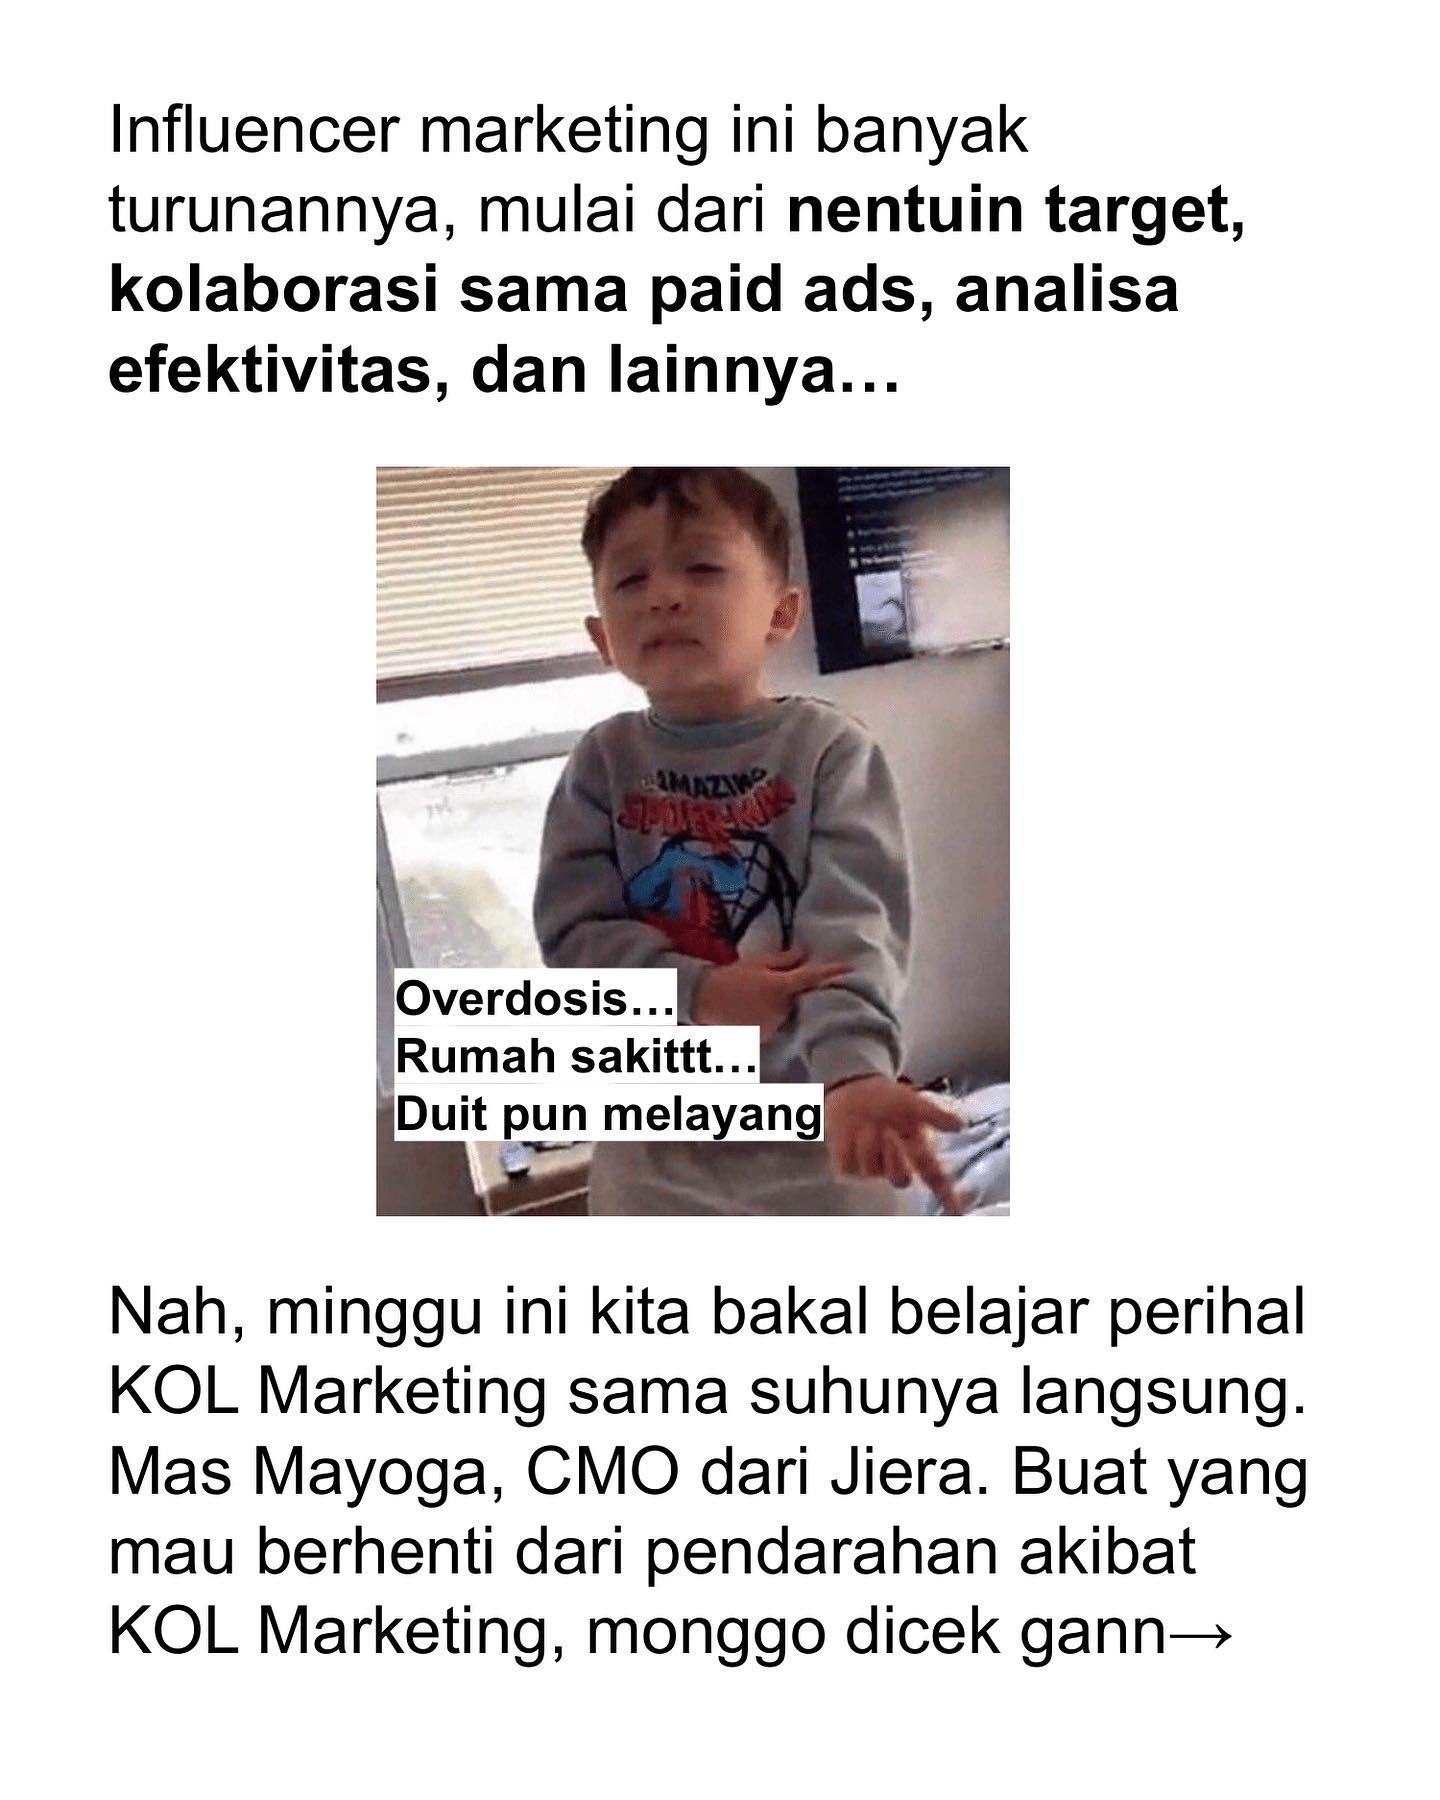 Influencer marketing ini banyak
turunannya, mulai dari nentuin target,
kolaborasi sama paid ads, analisa
efektivitas, dan lainnya...
AMAZING
SPIDER-MAN
Overdosis...
Rumah sakittt...
Duit pun melayang
Nah, minggu ini kita bakal belajar perihal
KOL Marketing sama suhunya langsung.
Mas Mayoga, CMO dari Jiera. Buat yang
mau berhenti dari pendarahan akibat
KOL Marketing, monggo dicek gann→